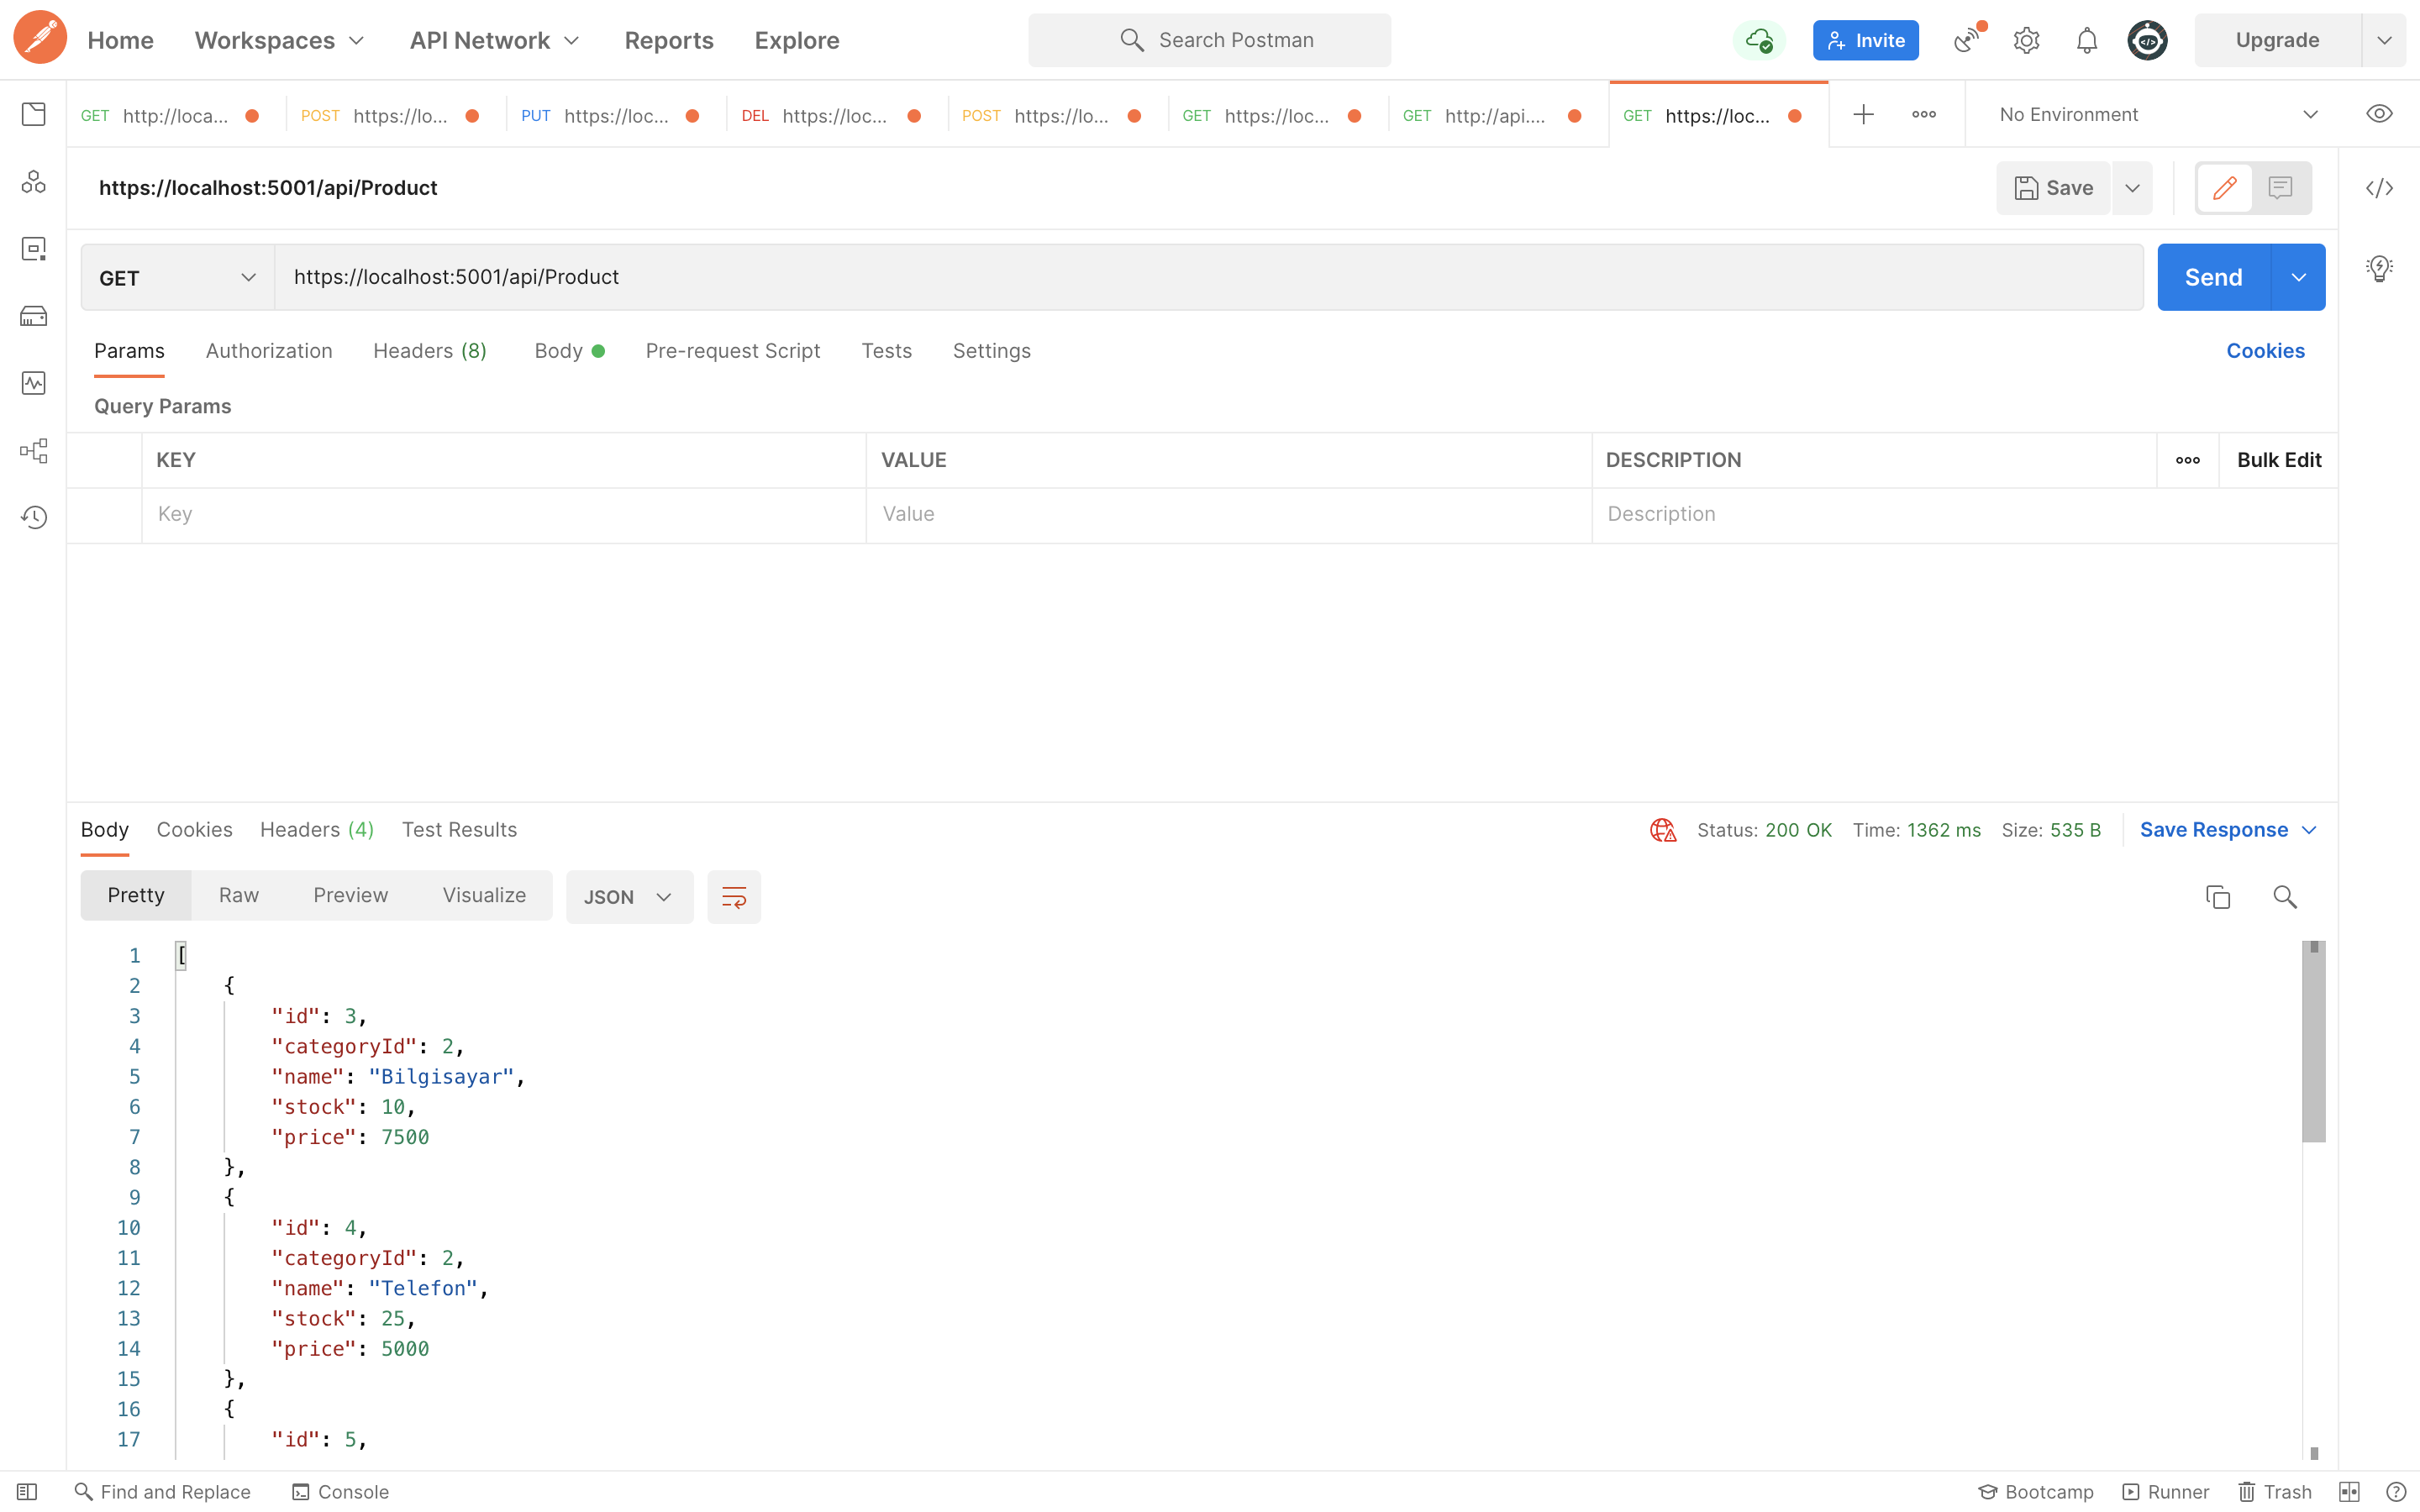 Home Workspaces API Network Reports Explore Search Postman Invite Upgrade
GET http://loca... POST https://lo... PUT https://loc... DEL https://loc... POST https://lo... GET https://loc... GET http://api.... GET https://loc... No Environment
https://localhost:5001/api/Product Save
GET https://localhost:5001/api/Product Send
Params Authorization Headers (8) Body Pre-request Script Tests Settings Cookies
Query Params
KEY VALUE DESCRIPTION Bulk Edit
Key Value Description
Body Cookies Headers (4) Test Results Status: 200 OK Time: 1362 ms Size: 535 B Save Response
Pretty Raw Preview Visualize JSON
1 [
2 {
3 "id": 3,
4 "categoryId": 2,
5 "name": "Bilgisayar",
6 "stock": 10,
7 "price": 7500
8 },
9 {
10 "id": 4,
11 "categoryId": 2,
12 "name": "Telefon",
13 "stock": 25,
14 "price": 5000
15 },
16 {
17 "id": 5,
Find and Replace Console Bootcamp Runner Trash